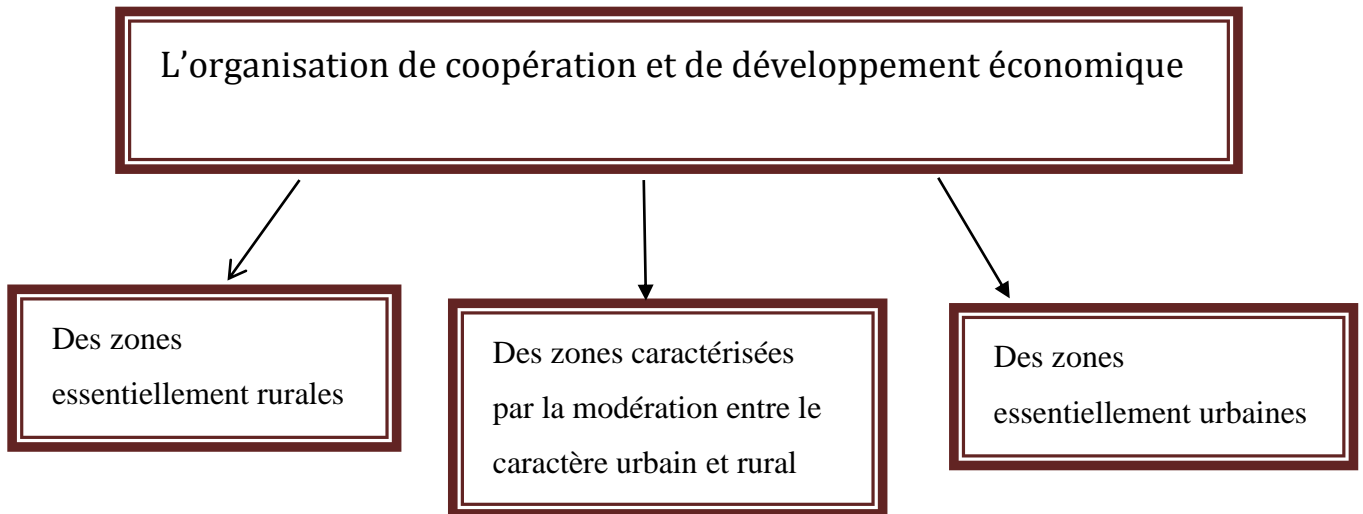 L’organisation de coopération et de développement économique
Des zones
essentiellement rurales
Des zones caractérisées
par la modération entre le
caractère urbain et rural
Des zones
essentiellement urbaines